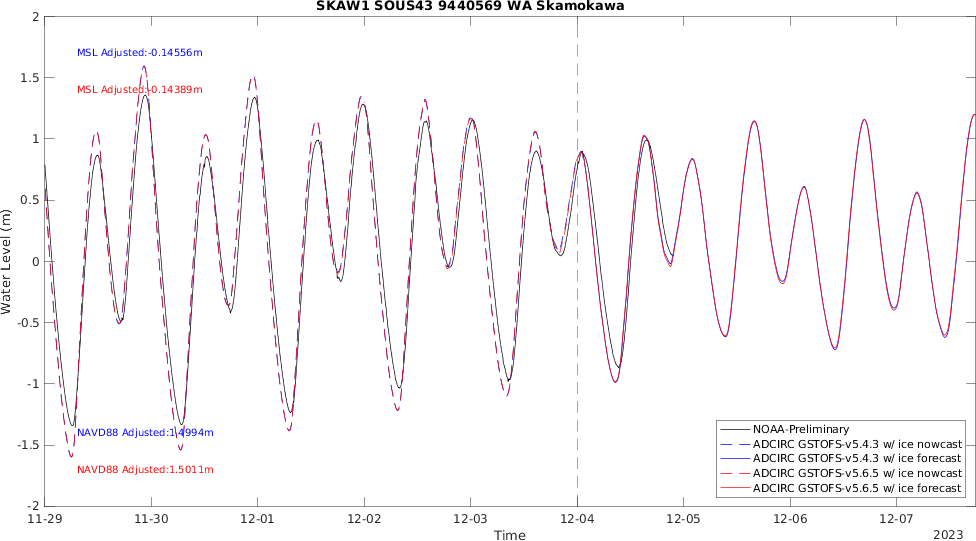 SKAW1 SOUS43 9440569 WA Skamokawa
2
1.5
1
0.5
0
-0.5
-1
-1.5
-2
Water Level (m)
MSL Adjusted:-0.14556m
MSL Adjusted:-0.14389m
NAVD88 Adjusted:1.4994m
NAVD88 Adjusted:1.5011m
NOAA-Preliminary
ADCIRC GSTOFS-v5.4.3 w/ ice nowcast
ADCIRC GSTOFS-v5.4.3 w/ ice forecast
ADCIRC GSTOFS-v5.6.5 w/ ice nowcast
ADCIRC GSTOFS-v5.6.5 w/ ice forecast
11-29 11-30 12-01 12-02 12-03 12-04 12-05 12-06 12-07
Time
2023